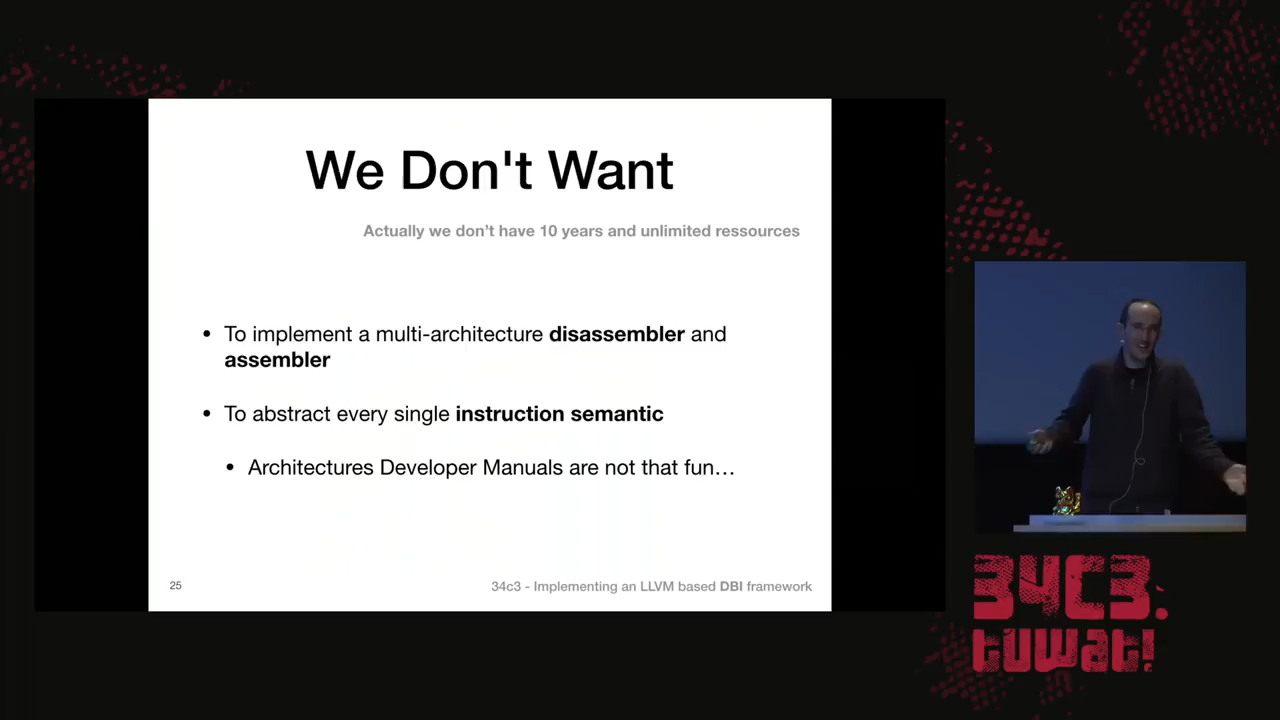 We Don't Want
Actually we don’t have 10 years and unlimited ressources
• To implement a multi-architecture disassembler and
assembler
• To abstract every single instruction semantic
• Architectures Developer Manuals are not that fun…
25
34c3 - Implementing an LLVM based DBI framework
34C3.
tuwat!